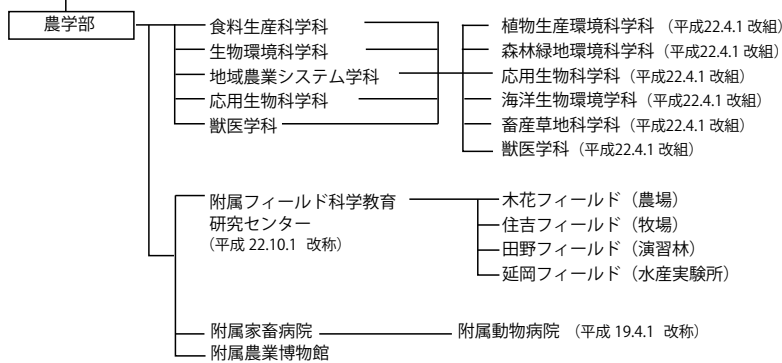 農学部
食料生産科学科
生物環境科学科
地域農業システム学科
応用生物科学科
獣医学科
植物生産環境科学科（平成22.4.1 改組）
森林緑地環境科学科（平成22.4.1 改組）
応用生物科学科（平成22.4.1 改組）
海洋生物環境学科（平成22.4.1 改組）
畜産草地科学科（平成22.4.1 改組）
獣医学科（平成22.4.1 改組）
附属フィールド科学教育
研究センター
（平成 22.10.1 改称）
木花フィールド（農場）
住吉フィールド（牧場）
田野フィールド（演習林）
延岡フィールド（水産実験所）
附属家畜病院
附属動物病院（平成 19.4.1 改称）
附属農業博物館